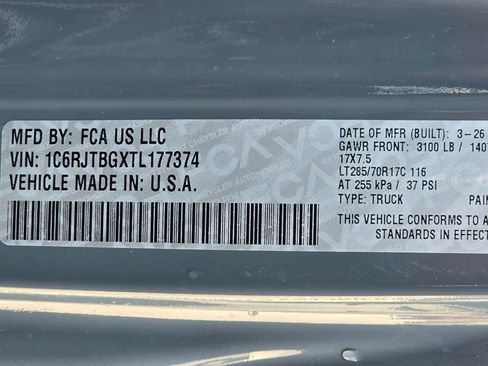 MFD BY: FCA US LLC
VIN: 1C6RJTBGXTL177374
VEHICLE MADE IN: U.S.A.
DATE OF MFR (BUILT): 3-26
GAWR FRONT: 3100 LB / 140
17X7.5
LT285/70R17C 116
AT 255 kPa / 37 PSI
TYPE: TRUCK PAI
THIS VEHICLE CONFORMS TO A
STANDARDS IN EFFECT